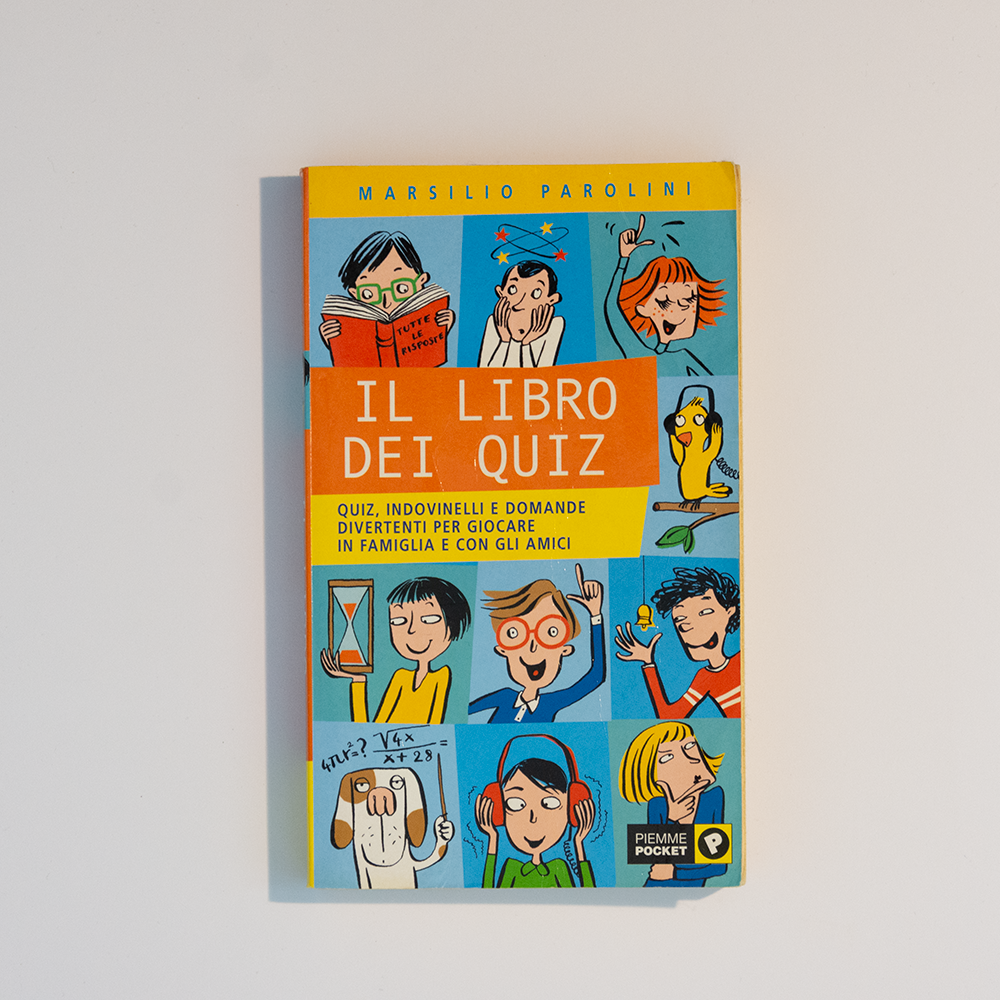 MARSILIO PAROLINI
TUTTE
LE
RISPOSTE
IL LIBRO
DEI QUIZ
QUIZ, INDOVINELLI E DOMANDE
DIVERTENTI PER GIOCARE
IN FAMIGLIA E CON GLI AMICI
4πr²=? √4x =
x + 28
PIEMME
POCKET
P